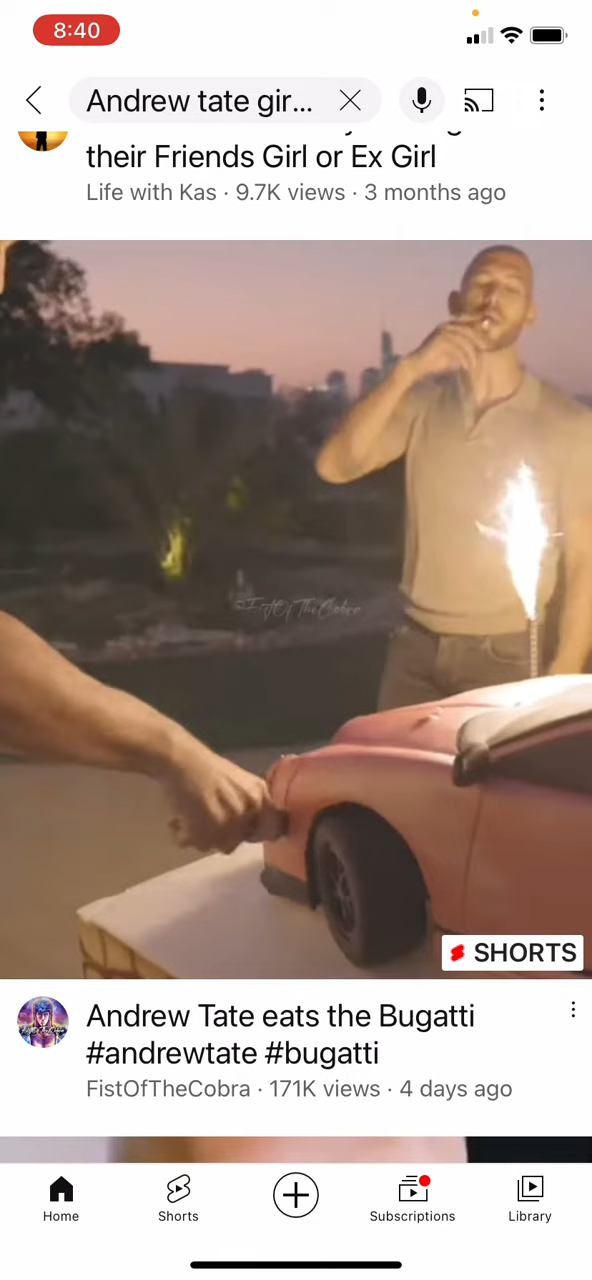 8:40
Andrew tate gir...
their Friends Girl or Ex Girl
Life with Kas · 9.7K views · 3 months ago
SHORTS
Andrew Tate eats the Bugatti
#andrewtate #bugatti
FistOfTheCobra · 171K views · 4 days ago
Home
Shorts
Subscriptions
Library